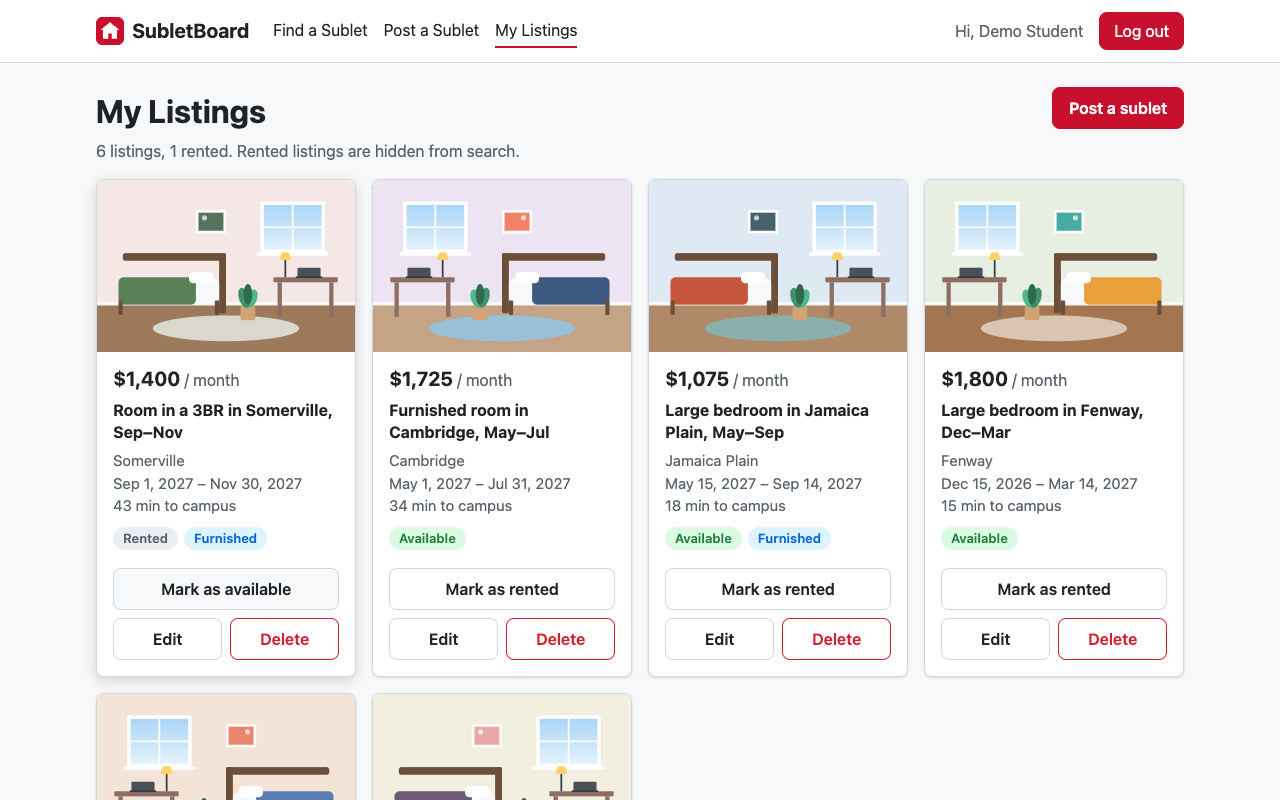 SubletBoard
Find a Sublet
Post a Sublet
My Listings
Hi, Demo Student
Log out
My Listings
Post a sublet
6 listings, 1 rented. Rented listings are hidden from search.
$1,400 / month
Room in a 3BR in Somerville,
Sep–Nov
Somerville
Sep 1, 2027 – Nov 30, 2027
43 min to campus
Rented
Furnished
Mark as available
Edit
Delete
$1,725 / month
Furnished room in
Cambridge, May–Jul
Cambridge
May 1, 2027 – Jul 31, 2027
34 min to campus
Available
Mark as rented
Edit
Delete
$1,075 / month
Large bedroom in Jamaica
Plain, May–Sep
Jamaica Plain
May 15, 2027 – Sep 14, 2027
18 min to campus
Available
Furnished
Mark as rented
Edit
Delete
$1,800 / month
Large bedroom in Fenway,
Dec–Mar
Fenway
Dec 15, 2026 – Mar 14, 2027
15 min to campus
Available
Mark as rented
Edit
Delete